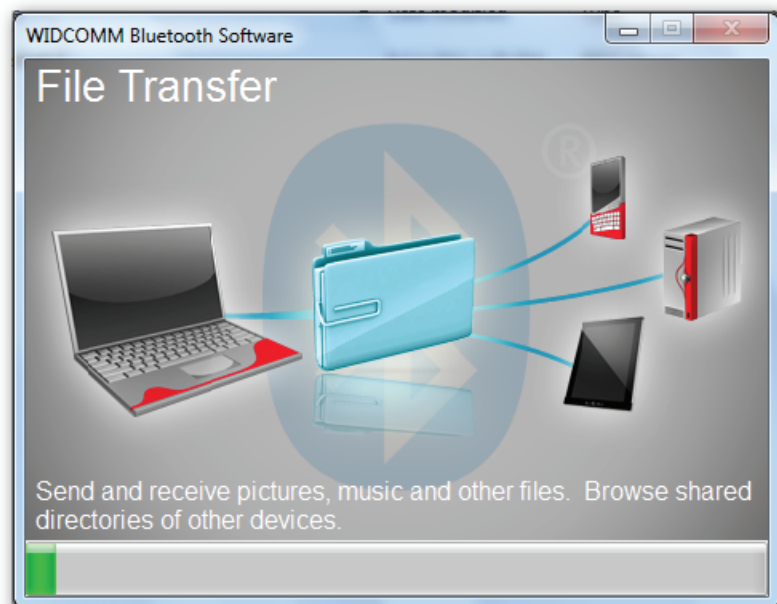 WIDCOMM Bluetooth Software
File Transfer
®
Send and receive pictures, music and other files.  Browse shared
directories of other devices.